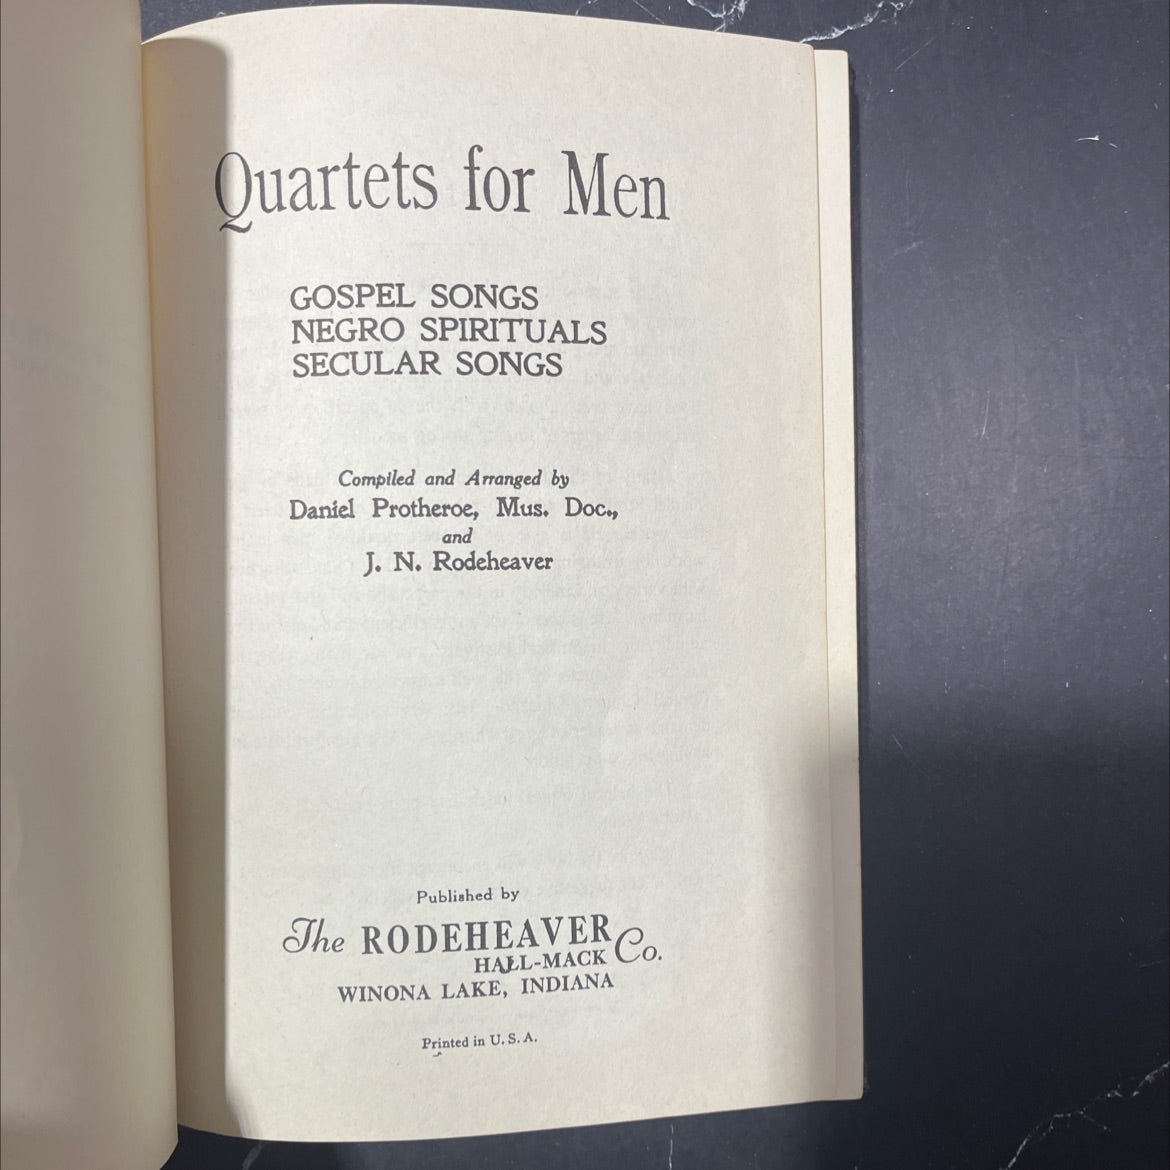 Quartets for Men
GOSPEL SONGS
NEGRO SPIRITUALS
SECULAR SONGS
Compiled and Arranged by
Daniel Protheroe, Mus. Doc.,
and
J. N. Rodeheaver
Published by
The RODEHEAVER
HALL-MACK Co.
WINONA LAKE, INDIANA
Printed in U. S. A.